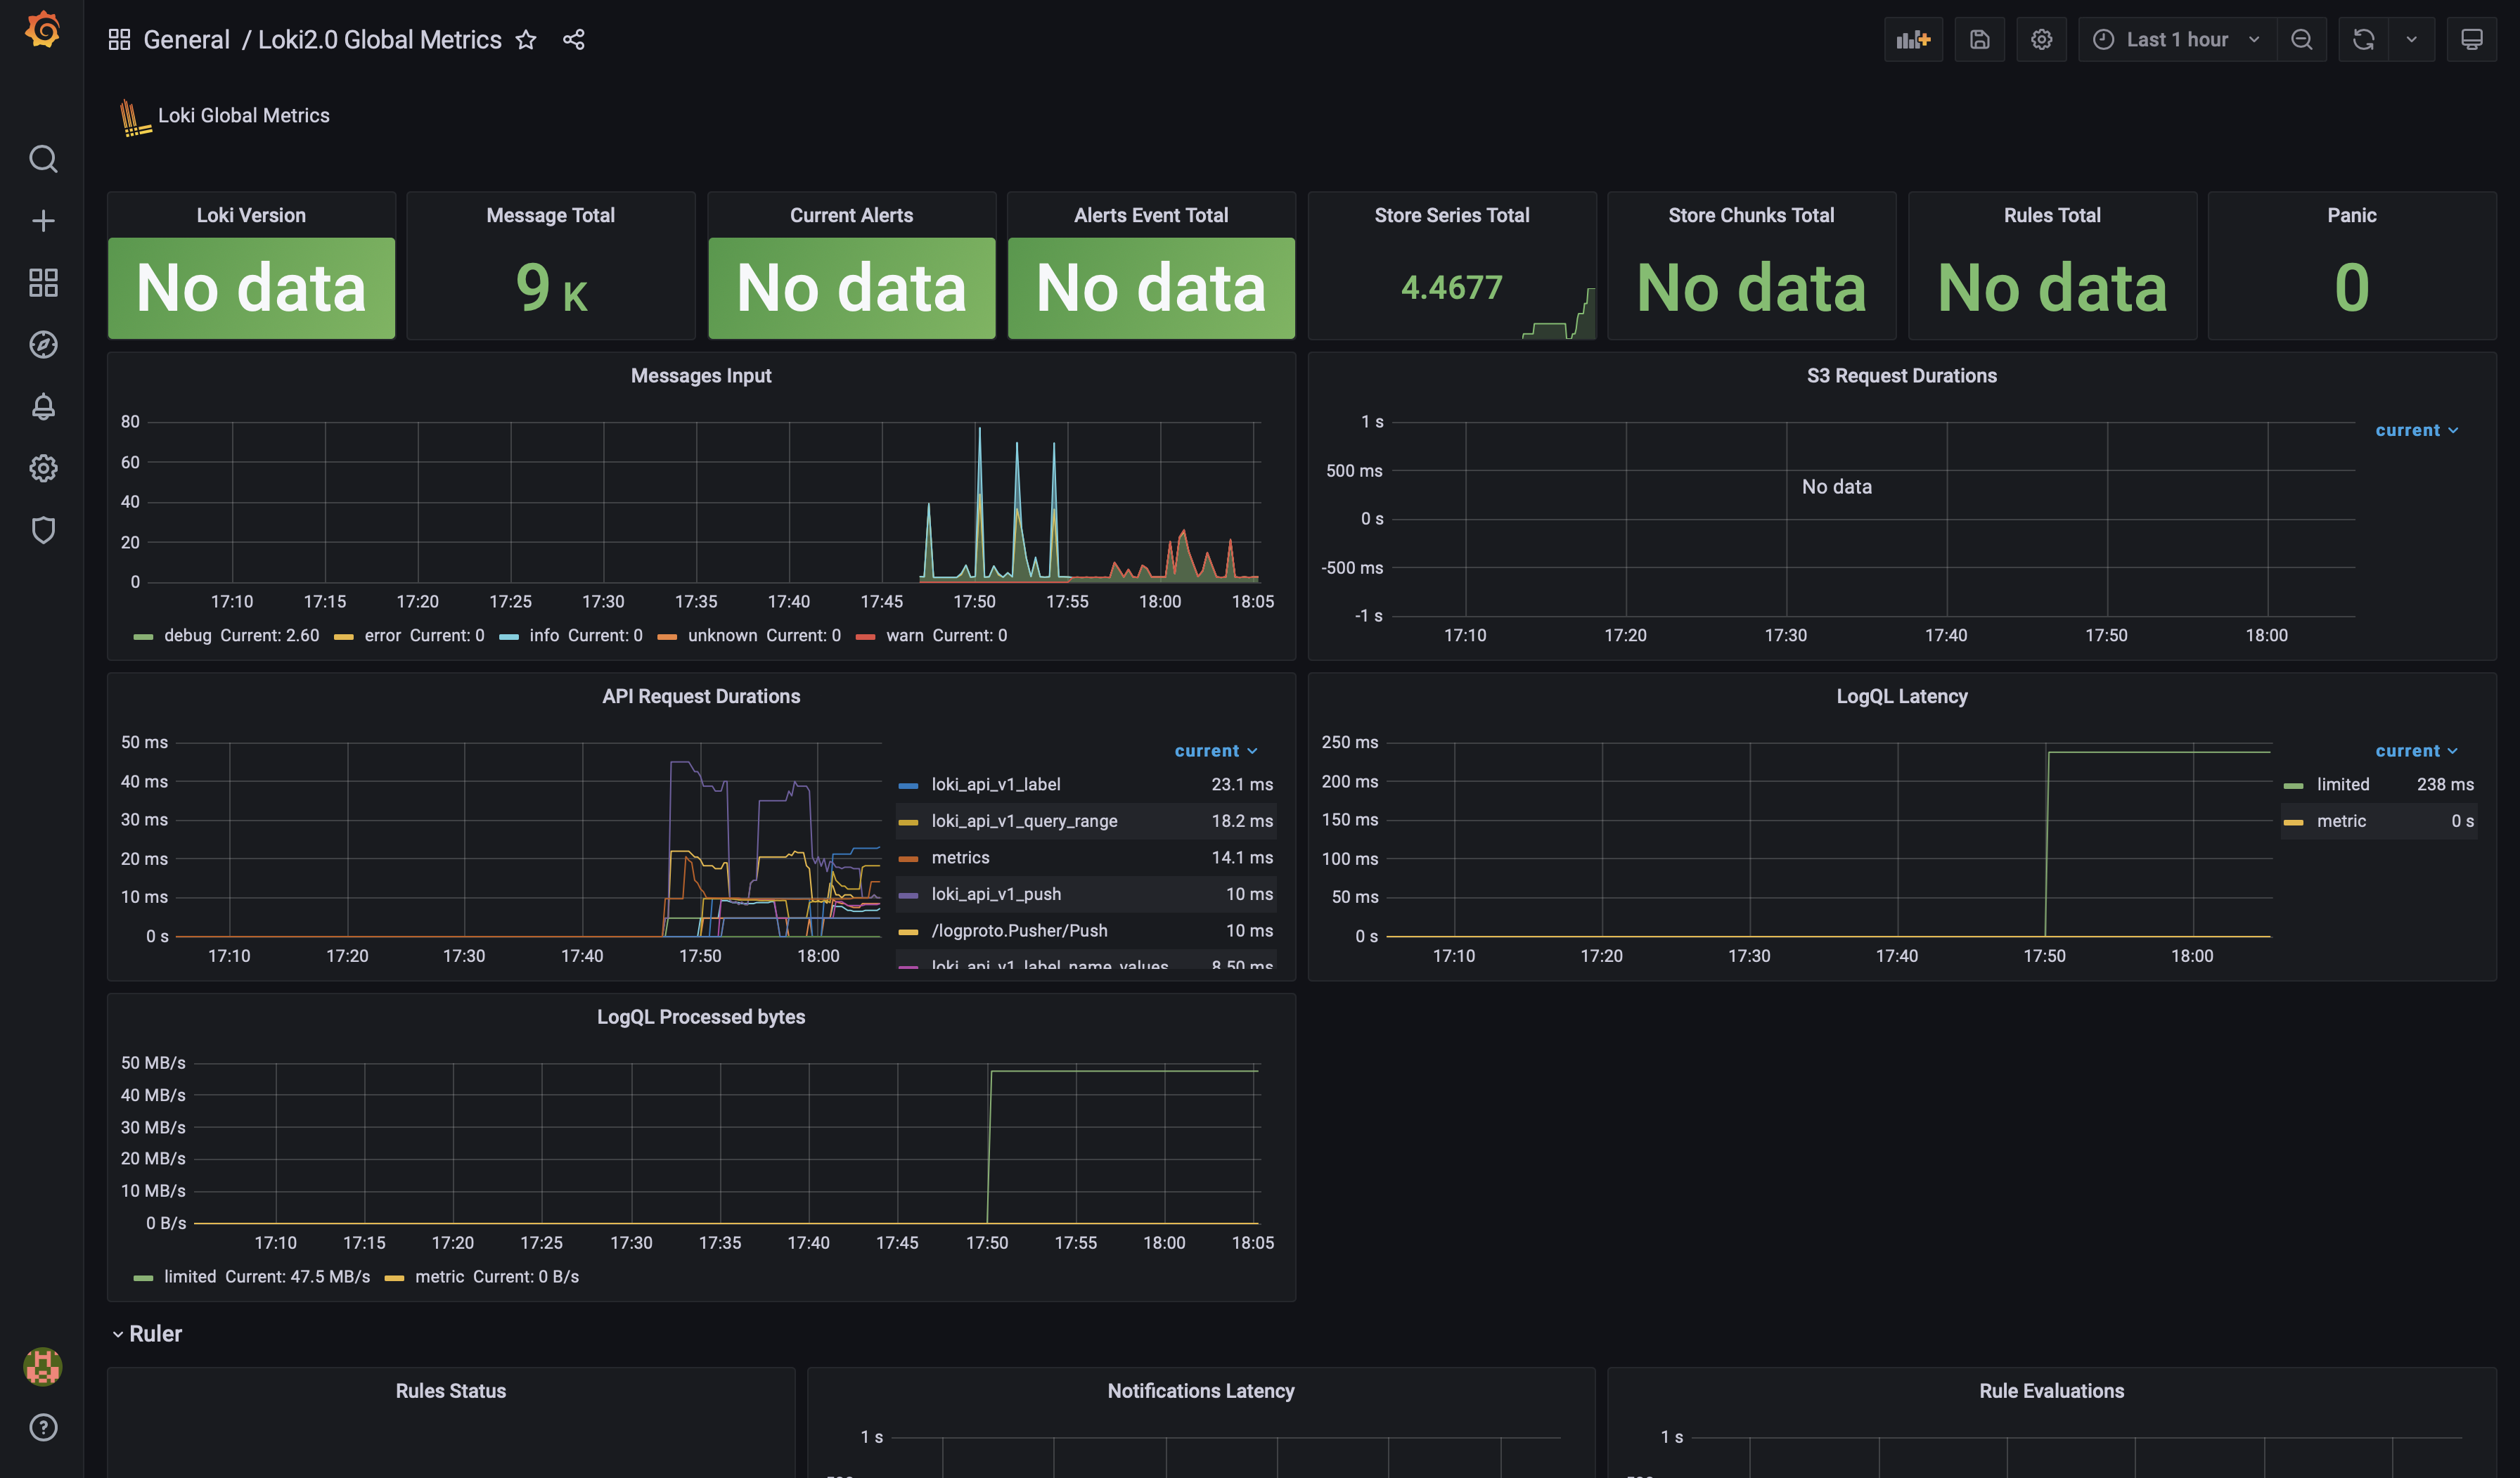 General / Loki2.0 Global Metrics
Last 1 hour
Loki Global Metrics
Loki Version
No data
Message Total
9 K
Current Alerts
No data
Alerts Event Total
No data
Store Series Total
4.4677
Store Chunks Total
No data
Rules Total
No data
Panic
0
Messages Input
80
60
40
20
0
17:10 17:15 17:20 17:25 17:30 17:35 17:40 17:45 17:50 17:55 18:00 18:05
debug Current: 2.60 error Current: 0 info Current: 0 unknown Current: 0 warn Current: 0
S3 Request Durations
1 s
500 ms
0 s
-500 ms
-1 s
No data
current
17:10 17:20 17:30 17:40 17:50 18:00
API Request Durations
50 ms
40 ms
30 ms
20 ms
10 ms
0 s
17:10 17:20 17:30 17:40 17:50 18:00
current
loki_api_v1_label 23.1 ms
loki_api_v1_query_range 18.2 ms
metrics 14.1 ms
loki_api_v1_push 10 ms
/logproto.Pusher/Push 10 ms
loki_api_v1_label_name_values 8.50 ms
LogQL Latency
250 ms
200 ms
150 ms
100 ms
50 ms
0 s
17:10 17:20 17:30 17:40 17:50 18:00
current
limited 238 ms
metric 0 s
LogQL Processed bytes
50 MB/s
40 MB/s
30 MB/s
20 MB/s
10 MB/s
0 B/s
17:10 17:15 17:20 17:25 17:30 17:35 17:40 17:45 17:50 17:55 18:00 18:05
limited Current: 47.5 MB/s metric Current: 0 B/s
Ruler
Rules Status
Notifications Latency
1 s
Rule Evaluations
1 s